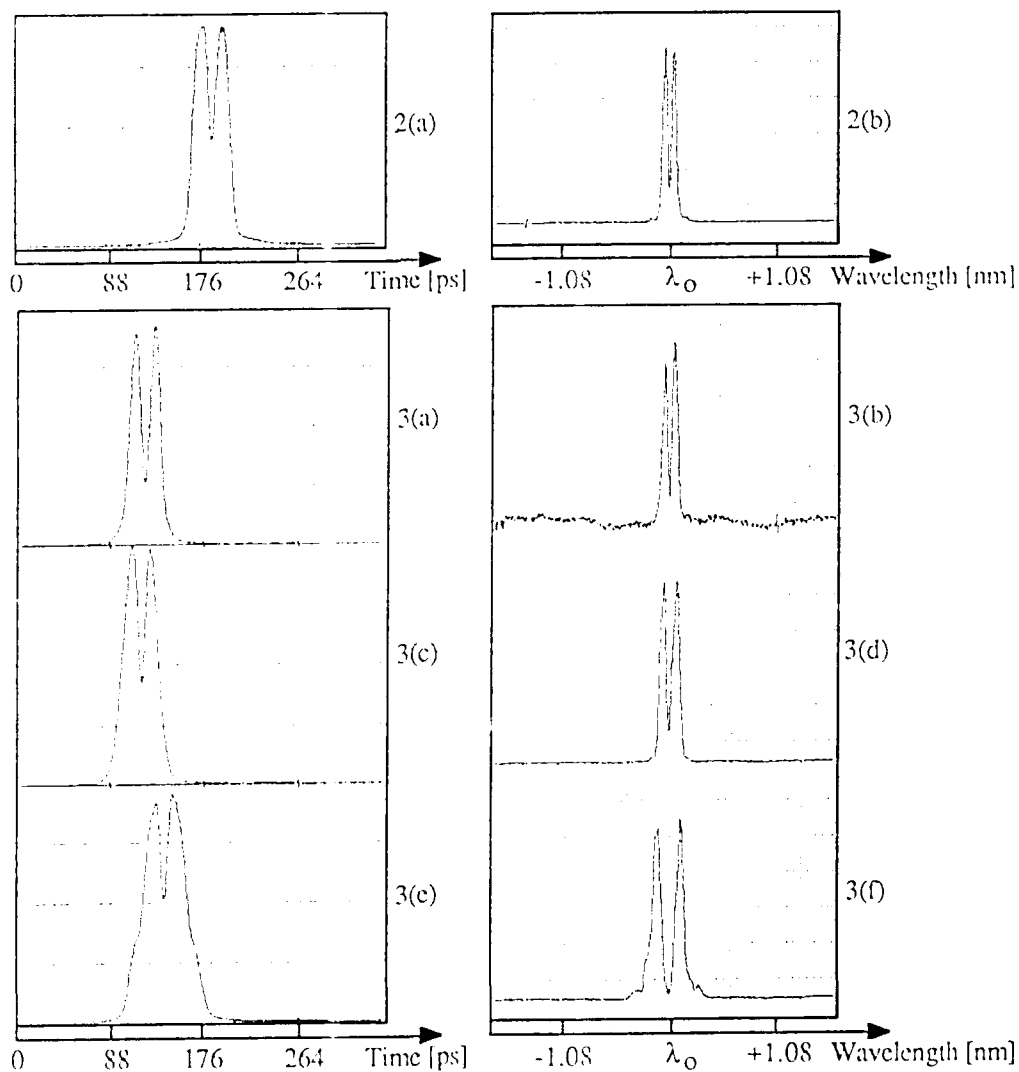 2(a)
2(b)
0 88 176 264 Time [ps]
-1.08 λo +1.08 Wavelength [nm]
3(a)
3(b)
3(c)
3(d)
3(e)
3(f)
0 88 176 264 Time [ps]
-1.08 λo +1.08 Wavelength [nm]